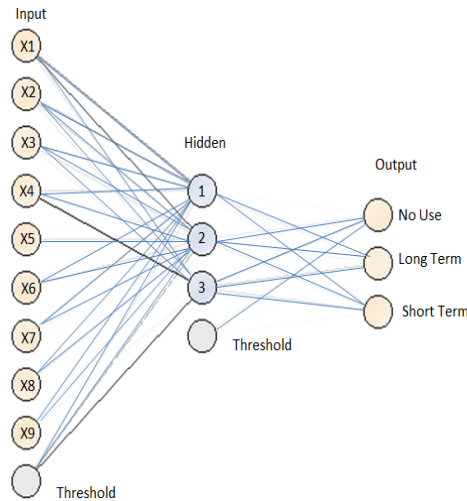 Input
X1
X2
X3
X4
X5
X6
X7
X8
X9
Threshold
Hidden
1
2
3
Threshold
Output
No Use
Long Term
Short Term